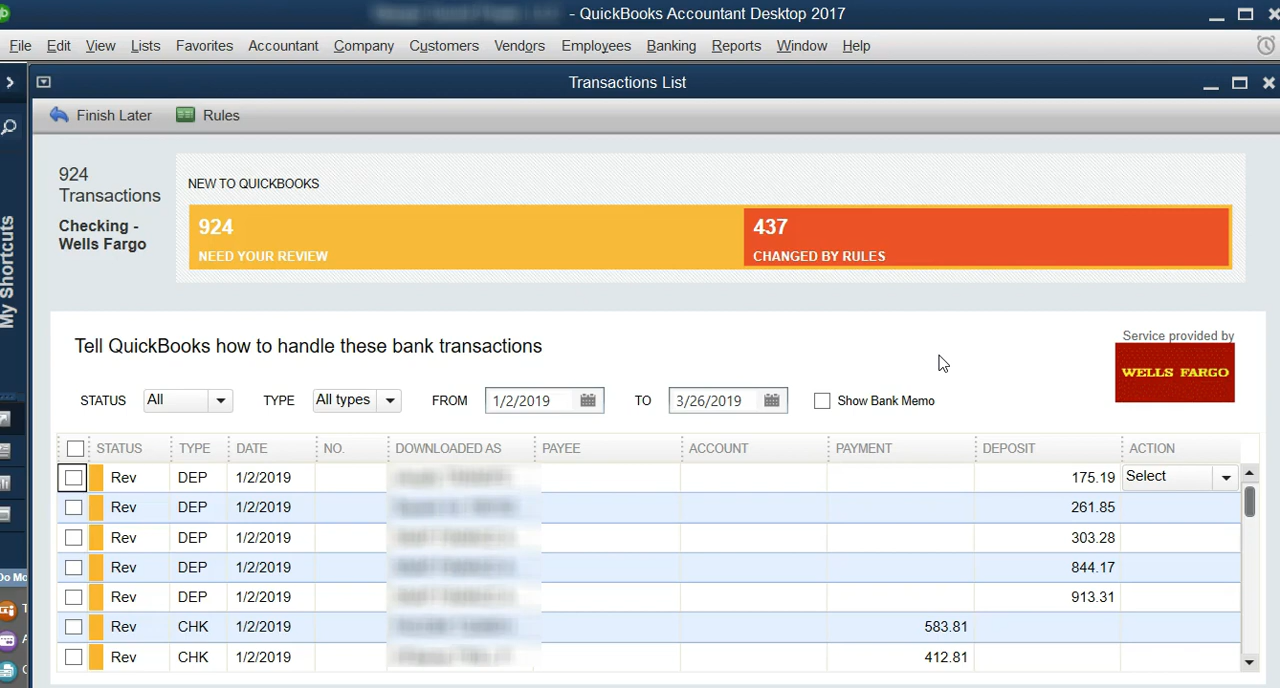 - QuickBooks Accountant Desktop 2017
File Edit View Lists Favorites Accountant Company Customers Vendors Employees Banking Reports Window Help
Transactions List
Finish Later Rules
My Shortcuts
924
Transactions
Checking -
Wells Fargo
NEW TO QUICKBOOKS
924
NEED YOUR REVIEW
437
CHANGED BY RULES
Tell QuickBooks how to handle these bank transactions
Service provided by
WELLS FARGO
STATUS All TYPE All types FROM 1/2/2019 TO 3/26/2019 Show Bank Memo
STATUS TYPE DATE NO. DOWNLOADED AS PAYEE ACCOUNT PAYMENT DEPOSIT ACTION
Rev DEP 1/2/2019 175.19 Select
Rev DEP 1/2/2019 261.85
Rev DEP 1/2/2019 303.28
Rev DEP 1/2/2019 844.17
Rev DEP 1/2/2019 913.31
Rev CHK 1/2/2019 583.81
Rev CHK 1/2/2019 412.81